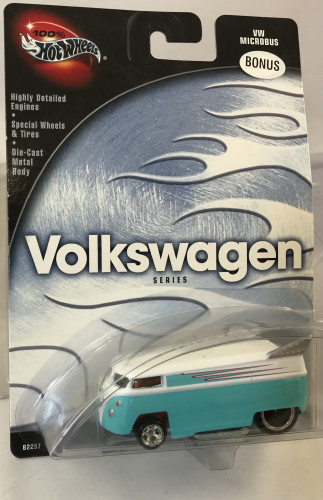 100%
Hot Wheels
VW
MICROBUS
BONUS
Highly Detailed
Engines
•
Special Wheels
& Tires
•
Die-Cast
Metal
Body
Volkswagen
SERIES
B2257